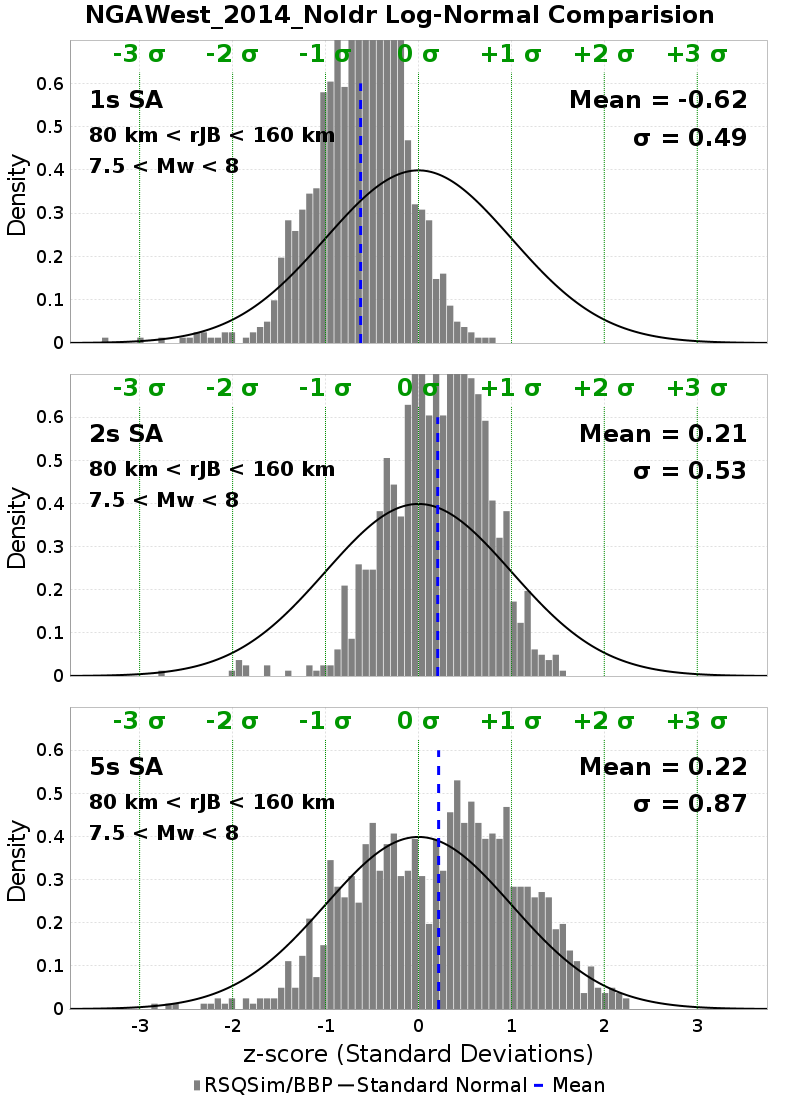 NGAWest_2014_NoIdr Log-Normal Comparision
-3 σ -2 σ -1 σ 0 σ +1 σ +2 σ +3 σ
1s SA Mean = -0.62
80 km < rJB < 160 km σ = 0.49
7.5 < Mw < 8
Density
0.6
0.5
0.4
0.3
0.2
0.1
0
-3 σ -2 σ -1 σ 0 σ +1 σ +2 σ +3 σ
2s SA Mean = 0.21
80 km < rJB < 160 km σ = 0.53
7.5 < Mw < 8
Density
0.6
0.5
0.4
0.3
0.2
0.1
0
-3 σ -2 σ -1 σ 0 σ +1 σ +2 σ +3 σ
5s SA Mean = 0.22
80 km < rJB < 160 km σ = 0.87
7.5 < Mw < 8
Density
0.6
0.5
0.4
0.3
0.2
0.1
0
-3 -2 -1 0 1 2 3
z-score (Standard Deviations)
RSQSim/BBP Standard Normal Mean